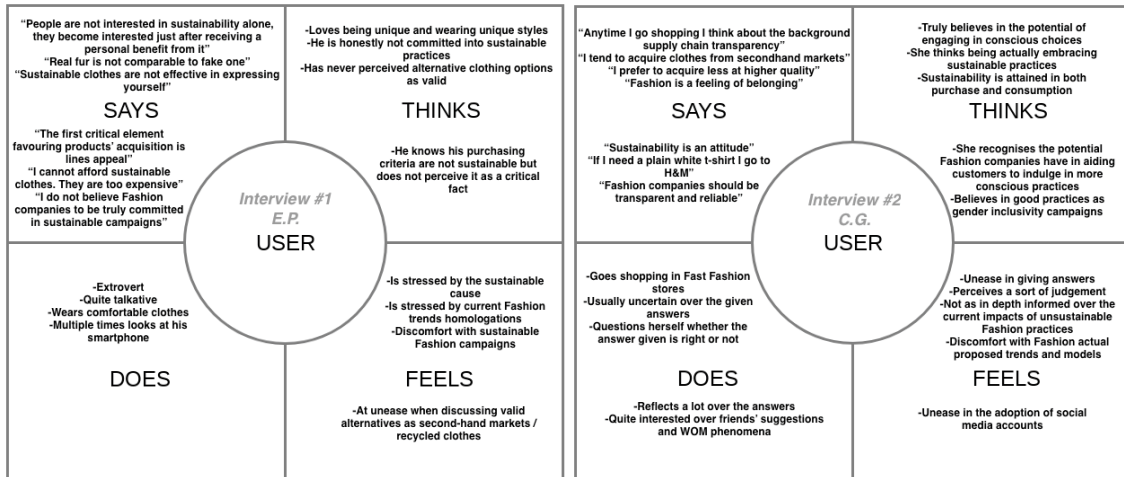 “People are not interested in sustainability alone,
they become interested just after receiving a
personal benefit from it”
“Real fur is not comparable to fake one”
“Sustainable clothes are not effective in expressing
yourself”
SAYS
“The first critical element
favouring products’ acquisition is
lines appeal”
“I cannot afford sustainable
clothes. They are too expensive”
“I do not believe Fashion
companies to be truly committed
in sustainable campaigns”
-Loves being unique and wearing unique styles
-He is honestly not committed into sustainable
practices
-Has never perceived alternative clothing options
as valid
THINKS
-He knows his purchasing
criteria are not sustainable but
does not perceive it as a critical
fact
Interview #1
E.P.
USER
-Extrovert
-Quite talkative
-Wears comfortable clothes
-Multiple times looks at his
smartphone
DOES
-Is stressed by the sustainable
cause
-Is stressed by current Fashion
trends homologations
-Discomfort with sustainable
Fashion campaigns
FEELS
-At unease when discussing valid
alternatives as second-hand markets /
recycled clothes
“Anytime I go shopping I think about the background
supply chain transparency”
“I tend to acquire clothes from secondhand markets”
“I prefer to acquire less at higher quality”
“Fashion is a feeling of belonging”
SAYS
“Sustainability is an attitude”
“If I need a plain white t-shirt I go to
H&M”
“Fashion companies should be
transparent and reliable”
-Truly believes in the potential of
engaging in conscious choices
-She thinks being actually embracing
sustainable practices
-Sustainability is attained in both
purchase and consumption
THINKS
-She recognises the potential
Fashion companies have in aiding
customers to indulge in more
conscious practices
-Believes in good practices as
gender inclusivity campaigns
Interview #2
C.G.
USER
-Goes shopping in Fast Fashion
stores
-Usually uncertain over the given
answers
-Questions herself whether the
answer given is right or not
DOES
-Reflects a lot over the answers
-Quite interested over friends’ suggestions
and WOM phenomena
-Unease in giving answers
-Perceives a sort of judgement
-Not as in depth informed over the
current impacts of unsustainable
Fashion practices
-Discomfort with Fashion actual
proposed trends and models
FEELS
-Unease in the adoption of social
media accounts